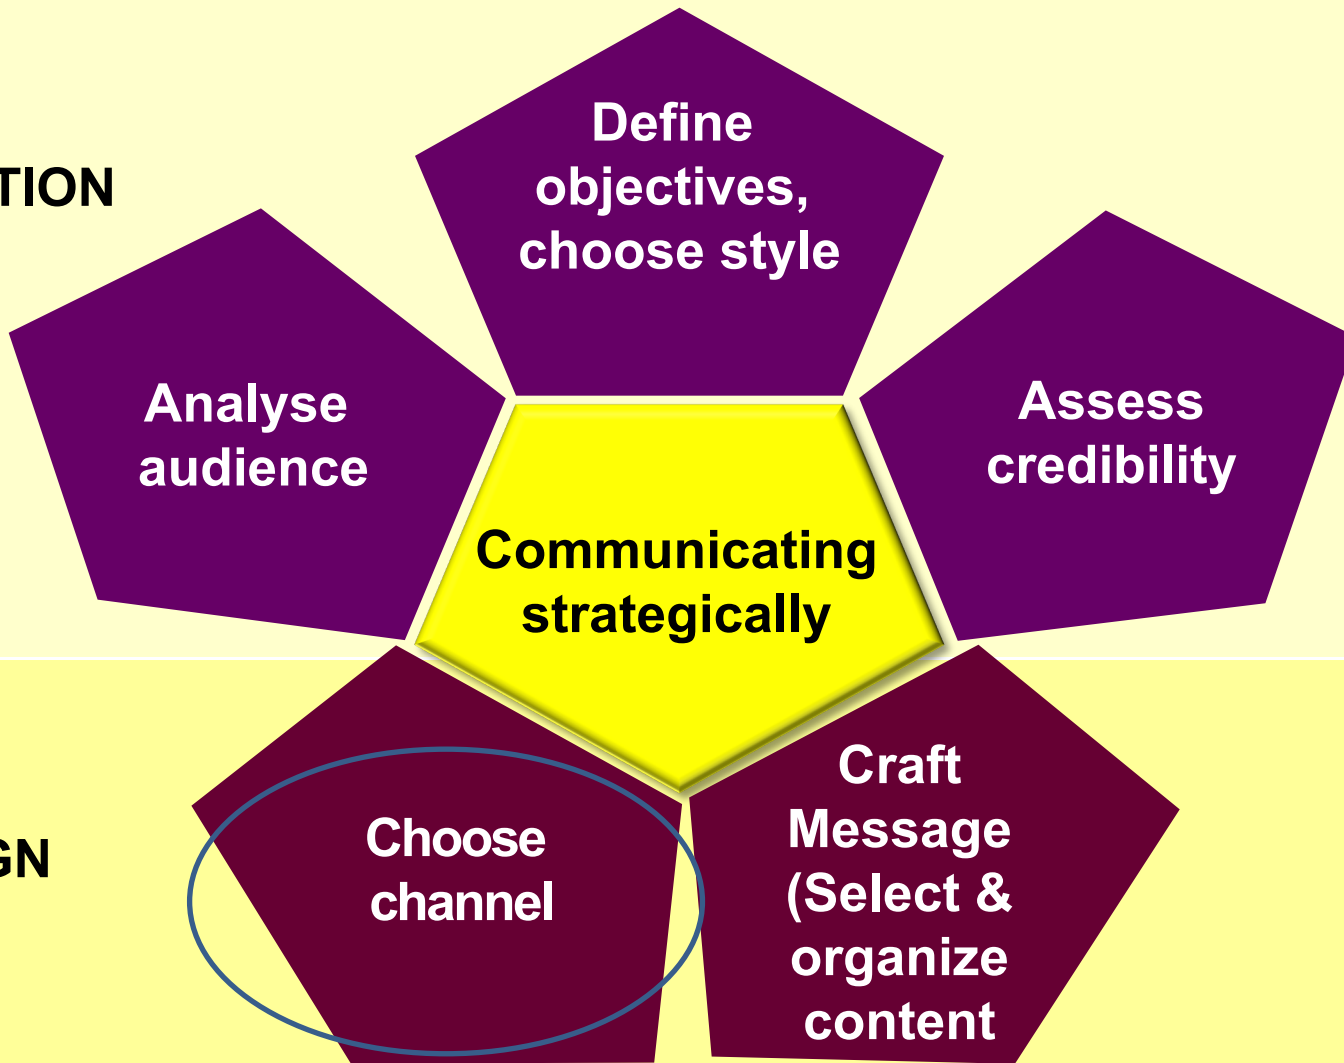 Define
objectives,
choose style
TION
Analyse
audience
Assess
credibility
Communicating
strategically
Choose
channel
GN
Craft
Message
(Select &
organize
content